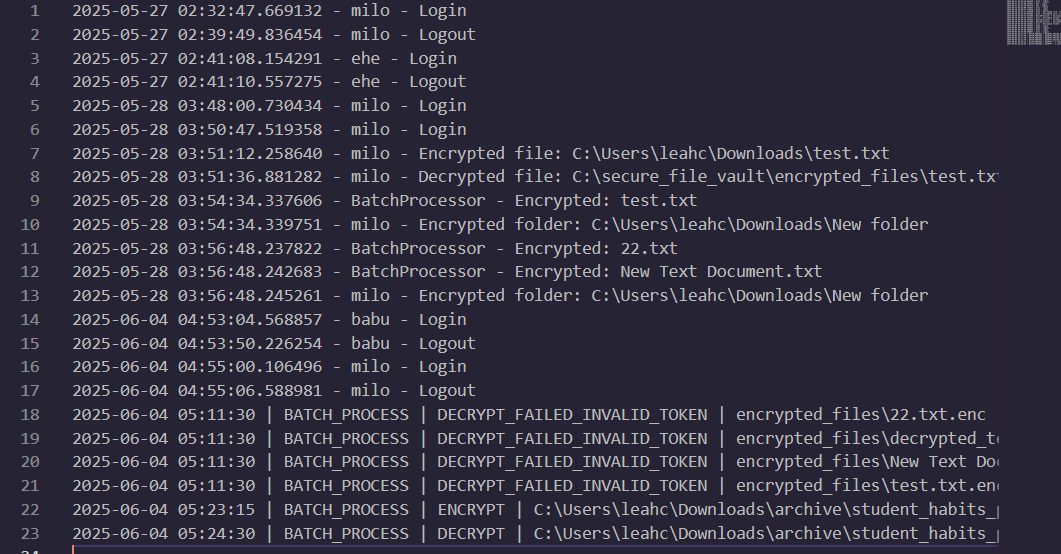 1 2025-05-27 02:32:47.669132 - milo - Login
2 2025-05-27 02:39:49.836454 - milo - Logout
3 2025-05-27 02:41:08.154291 - ehe - Login
4 2025-05-27 02:41:10.557275 - ehe - Logout
5 2025-05-28 03:48:00.730434 - milo - Login
6 2025-05-28 03:50:47.519358 - milo - Login
7 2025-05-28 03:51:12.258640 - milo - Encrypted file: C:\Users\leahc\Downloads\test.txt
8 2025-05-28 03:51:36.881282 - milo - Decrypted file: C:\secure_file_vault\encrypted_files\test.txt
9 2025-05-28 03:54:34.337606 - BatchProcessor - Encrypted: test.txt
10 2025-05-28 03:54:34.339751 - milo - Encrypted folder: C:\Users\leahc\Downloads\New folder
11 2025-05-28 03:56:48.237822 - BatchProcessor - Encrypted: 22.txt
12 2025-05-28 03:56:48.242683 - BatchProcessor - Encrypted: New Text Document.txt
13 2025-05-28 03:56:48.245261 - milo - Encrypted folder: C:\Users\leahc\Downloads\New folder
14 2025-06-04 04:53:04.568857 - babu - Login
15 2025-06-04 04:53:50.226254 - babu - Logout
16 2025-06-04 04:55:00.106496 - milo - Login
17 2025-06-04 04:55:06.588981 - milo - Logout
18 2025-06-04 05:11:30 | BATCH_PROCESS | DECRYPT_FAILED_INVALID_TOKEN | encrypted_files\22.txt.enc
19 2025-06-04 05:11:30 | BATCH_PROCESS | DECRYPT_FAILED_INVALID_TOKEN | encrypted_files\decrypted_t
20 2025-06-04 05:11:30 | BATCH_PROCESS | DECRYPT_FAILED_INVALID_TOKEN | encrypted_files\New Text Do
21 2025-06-04 05:11:30 | BATCH_PROCESS | DECRYPT_FAILED_INVALID_TOKEN | encrypted_files\test.txt.en
22 2025-06-04 05:23:15 | BATCH_PROCESS | ENCRYPT | C:\Users\leahc\Downloads\archive\student_habits_
23 2025-06-04 05:24:30 | BATCH_PROCESS | DECRYPT | C:\Users\leahc\Downloads\archive\student_habits_